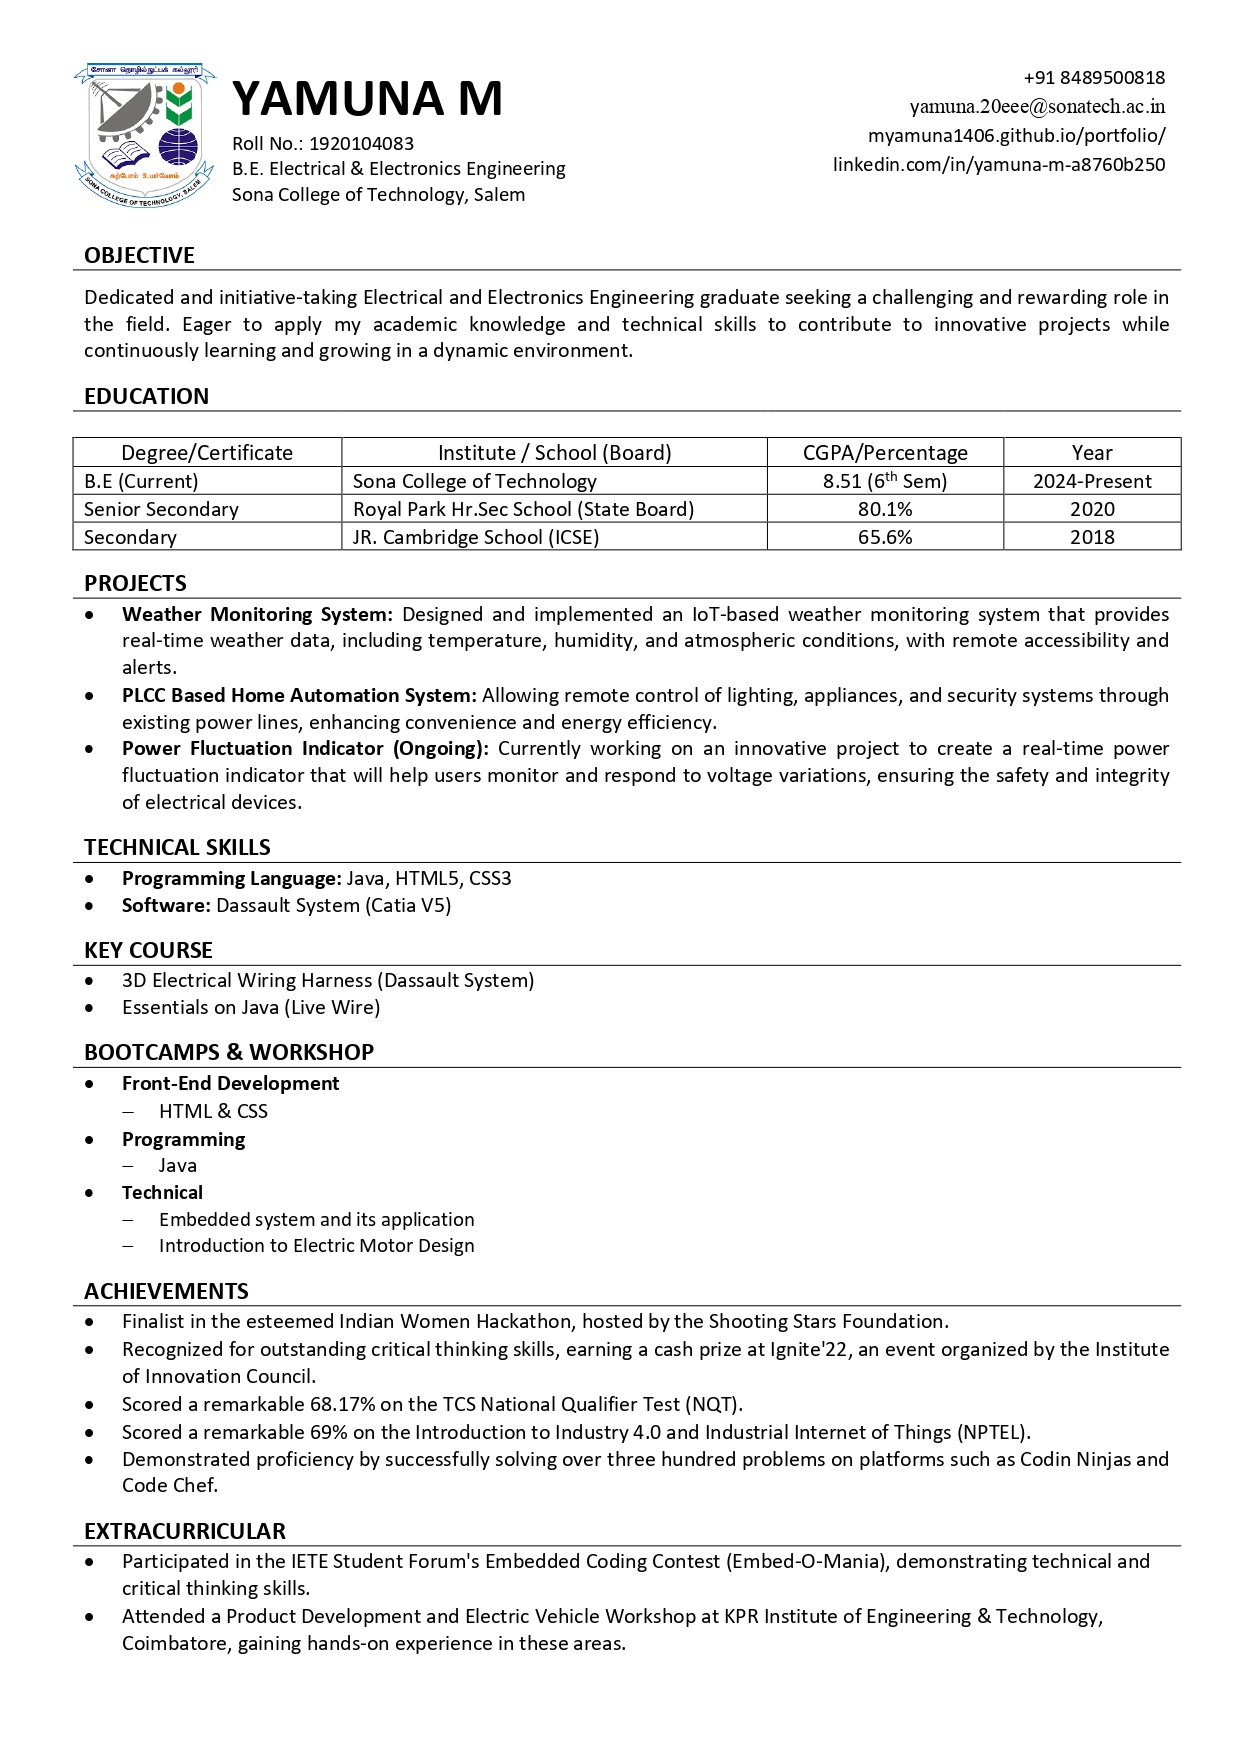 சோனா தொழில்நுட்பக் கல்லூரி
கற்போம் உயர்வோம்
SONA COLLEGE OF TECHNOLOGY, SALEM
YAMUNA M
Roll No.: 1920104083
B.E. Electrical & Electronics Engineering
Sona College of Technology, Salem
+91 8489500818
yamuna.20eee@sonatech.ac.in
myamuna1406.github.io/portfolio/
linkedin.com/in/yamuna-m-a8760b250
OBJECTIVE
Dedicated and initiative-taking Electrical and Electronics Engineering graduate seeking a challenging and rewarding role in
the field. Eager to apply my academic knowledge and technical skills to contribute to innovative projects while
continuously learning and growing in a dynamic environment.
EDUCATION
Degree/Certificate Institute / School (Board) CGPA/Percentage Year
B.E (Current) Sona College of Technology 8.51 (6th Sem) 2024-Present
Senior Secondary Royal Park Hr.Sec School (State Board) 80.1% 2020
Secondary JR. Cambridge School (ICSE) 65.6% 2018
PROJECTS
• Weather Monitoring System: Designed and implemented an IoT-based weather monitoring system that provides
real-time weather data, including temperature, humidity, and atmospheric conditions, with remote accessibility and
alerts.
• PLCC Based Home Automation System: Allowing remote control of lighting, appliances, and security systems through
existing power lines, enhancing convenience and energy efficiency.
• Power Fluctuation Indicator (Ongoing): Currently working on an innovative project to create a real-time power
fluctuation indicator that will help users monitor and respond to voltage variations, ensuring the safety and integrity
of electrical devices.
TECHNICAL SKILLS
• Programming Language: Java, HTML5, CSS3
• Software: Dassault System (Catia V5)
KEY COURSE
• 3D Electrical Wiring Harness (Dassault System)
• Essentials on Java (Live Wire)
BOOTCAMPS & WORKSHOP
• Front-End Development
– HTML & CSS
• Programming
– Java
• Technical
– Embedded system and its application
– Introduction to Electric Motor Design
ACHIEVEMENTS
• Finalist in the esteemed Indian Women Hackathon, hosted by the Shooting Stars Foundation.
• Recognized for outstanding critical thinking skills, earning a cash prize at Ignite'22, an event organized by the Institute
of Innovation Council.
• Scored a remarkable 68.17% on the TCS National Qualifier Test (NQT).
• Scored a remarkable 69% on the Introduction to Industry 4.0 and Industrial Internet of Things (NPTEL).
• Demonstrated proficiency by successfully solving over three hundred problems on platforms such as Codin Ninjas and
Code Chef.
EXTRACURRICULAR
• Participated in the IETE Student Forum's Embedded Coding Contest (Embed-O-Mania), demonstrating technical and
critical thinking skills.
• Attended a Product Development and Electric Vehicle Workshop at KPR Institute of Engineering & Technology,
Coimbatore, gaining hands-on experience in these areas.